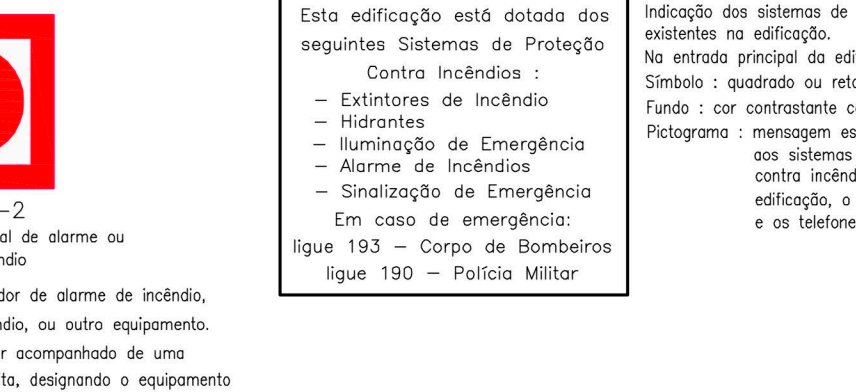 -2
al de alarme ou
ndio
dor de alarme de incêndio,
ndio, ou outro equipamento.
r acompanhado de uma
ta, designando o equipamento
Esta edificação está dotada dos
seguintes Sistemas de Proteção
Contra Incêndios :
- Extintores de Incêndio
- Hidrantes
- Iluminação de Emergência
- Alarme de Incêndios
- Sinalização de Emergência
Em caso de emergência:
ligue 193 - Corpo de Bombeiros
ligue 190 - Polícia Militar
Indicação dos sistemas de
existentes na edificação.
Na entrada principal da edi
Símbolo : quadrado ou reta
Fundo : cor contrastante c
Pictograma : mensagem es
aos sistemas
contra incênd
edificação, o
e os telefone